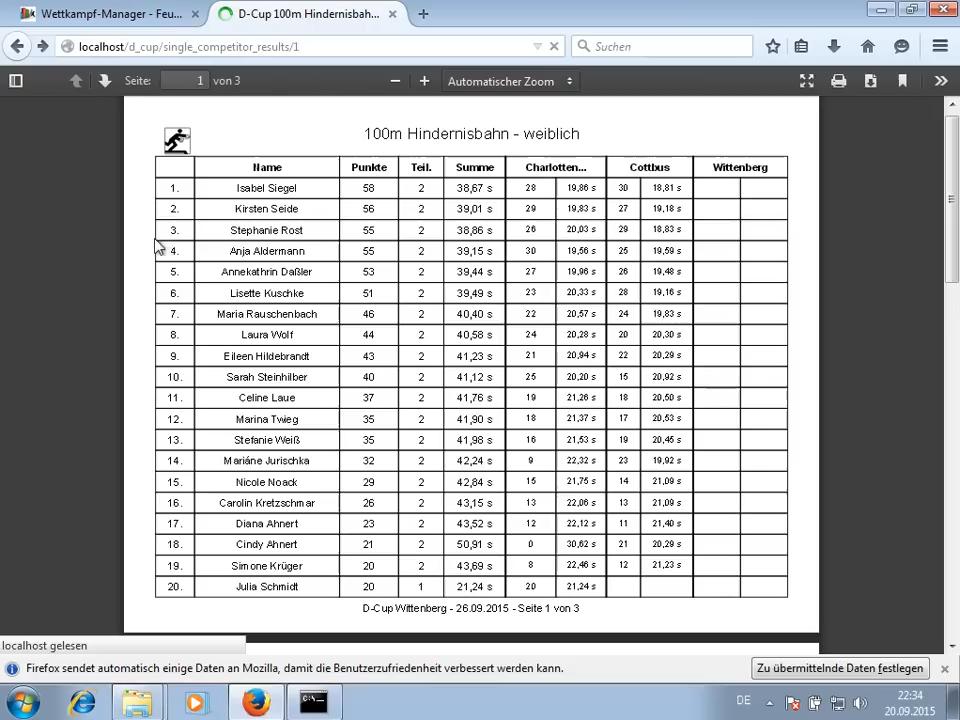 Wettkampf-Manager - Feu...
D-Cup 100m Hindernisbah...
localhost/d_cup/single_competitor_results/1
Suchen
Seite: 1 von 3
Automatischer Zoom
100m Hindernisbahn - weiblich
Name Punkte Teil. Summe Charlotten... Cottbus Wittenberg
1. Isabel Siegel 58 2 38,67 s 28 19,86 s 30 18,81 s
2. Kirsten Seide 56 2 39,01 s 29 19,83 s 27 19,18 s
3. Stephanie Rost 55 2 38,86 s 26 20,03 s 29 18,83 s
4. Anja Aldermann 55 2 39,15 s 30 19,56 s 25 19,59 s
5. Annekathrin Daßler 53 2 39,44 s 27 19,96 s 26 19,48 s
6. Lisette Kuschke 51 2 39,49 s 23 20,33 s 28 19,16 s
7. Maria Rauschenbach 46 2 40,40 s 22 20,57 s 24 19,83 s
8. Laura Wolf 44 2 40,58 s 24 20,28 s 20 20,30 s
9. Eileen Hildebrandt 43 2 41,23 s 21 20,94 s 22 20,29 s
10. Sarah Steinhilber 40 2 41,12 s 25 20,20 s 15 20,92 s
11. Celine Laue 37 2 41,76 s 19 21,26 s 18 20,50 s
12. Marina Twieg 35 2 41,90 s 18 21,37 s 17 20,53 s
13. Stefanie Weiß 35 2 41,98 s 16 21,53 s 19 20,45 s
14. Mariáne Jurischka 32 2 42,24 s 9 22,32 s 23 19,92 s
15. Nicole Noack 29 2 42,84 s 15 21,75 s 14 21,09 s
16. Carolin Kretzschmar 26 2 43,15 s 13 22,06 s 13 21,09 s
17. Diana Ahnert 23 2 43,52 s 12 22,12 s 11 21,40 s
18. Cindy Ahnert 21 2 50,91 s 0 30,62 s 21 20,29 s
19. Simone Krüger 20 2 43,69 s 8 22,46 s 12 21,23 s
20. Julia Schmidt 20 1 21,24 s 20 21,24 s
D-Cup Wittenberg - 26.09.2015 - Seite 1 von 3
localhost gelesen
Firefox sendet automatisch einige Daten an Mozilla, damit die Benutzerzufriedenheit verbessert werden kann.
Zu übermittelnde Daten festlegen
DE
22:34
20.09.2015